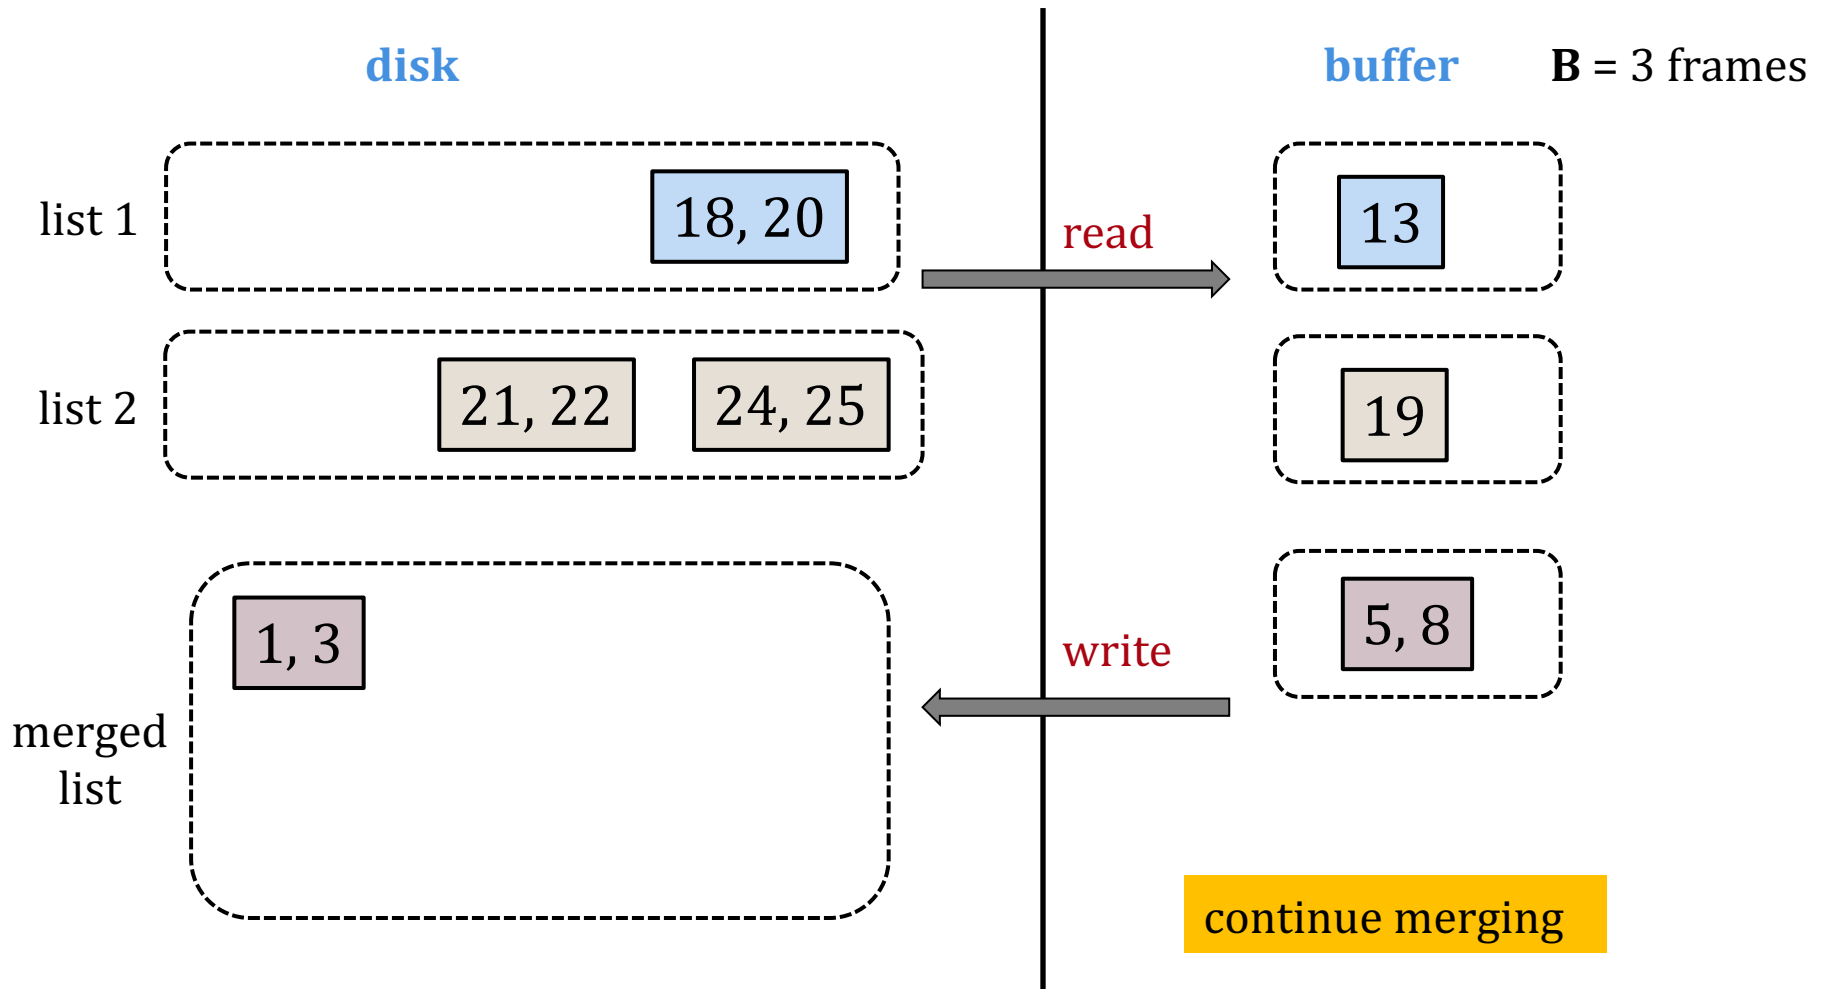 disk
buffer
B = 3 frames
list 1
18, 20
read
13
list 2
21, 22
24, 25
19
merged
list
1, 3
write
5, 8
continue merging